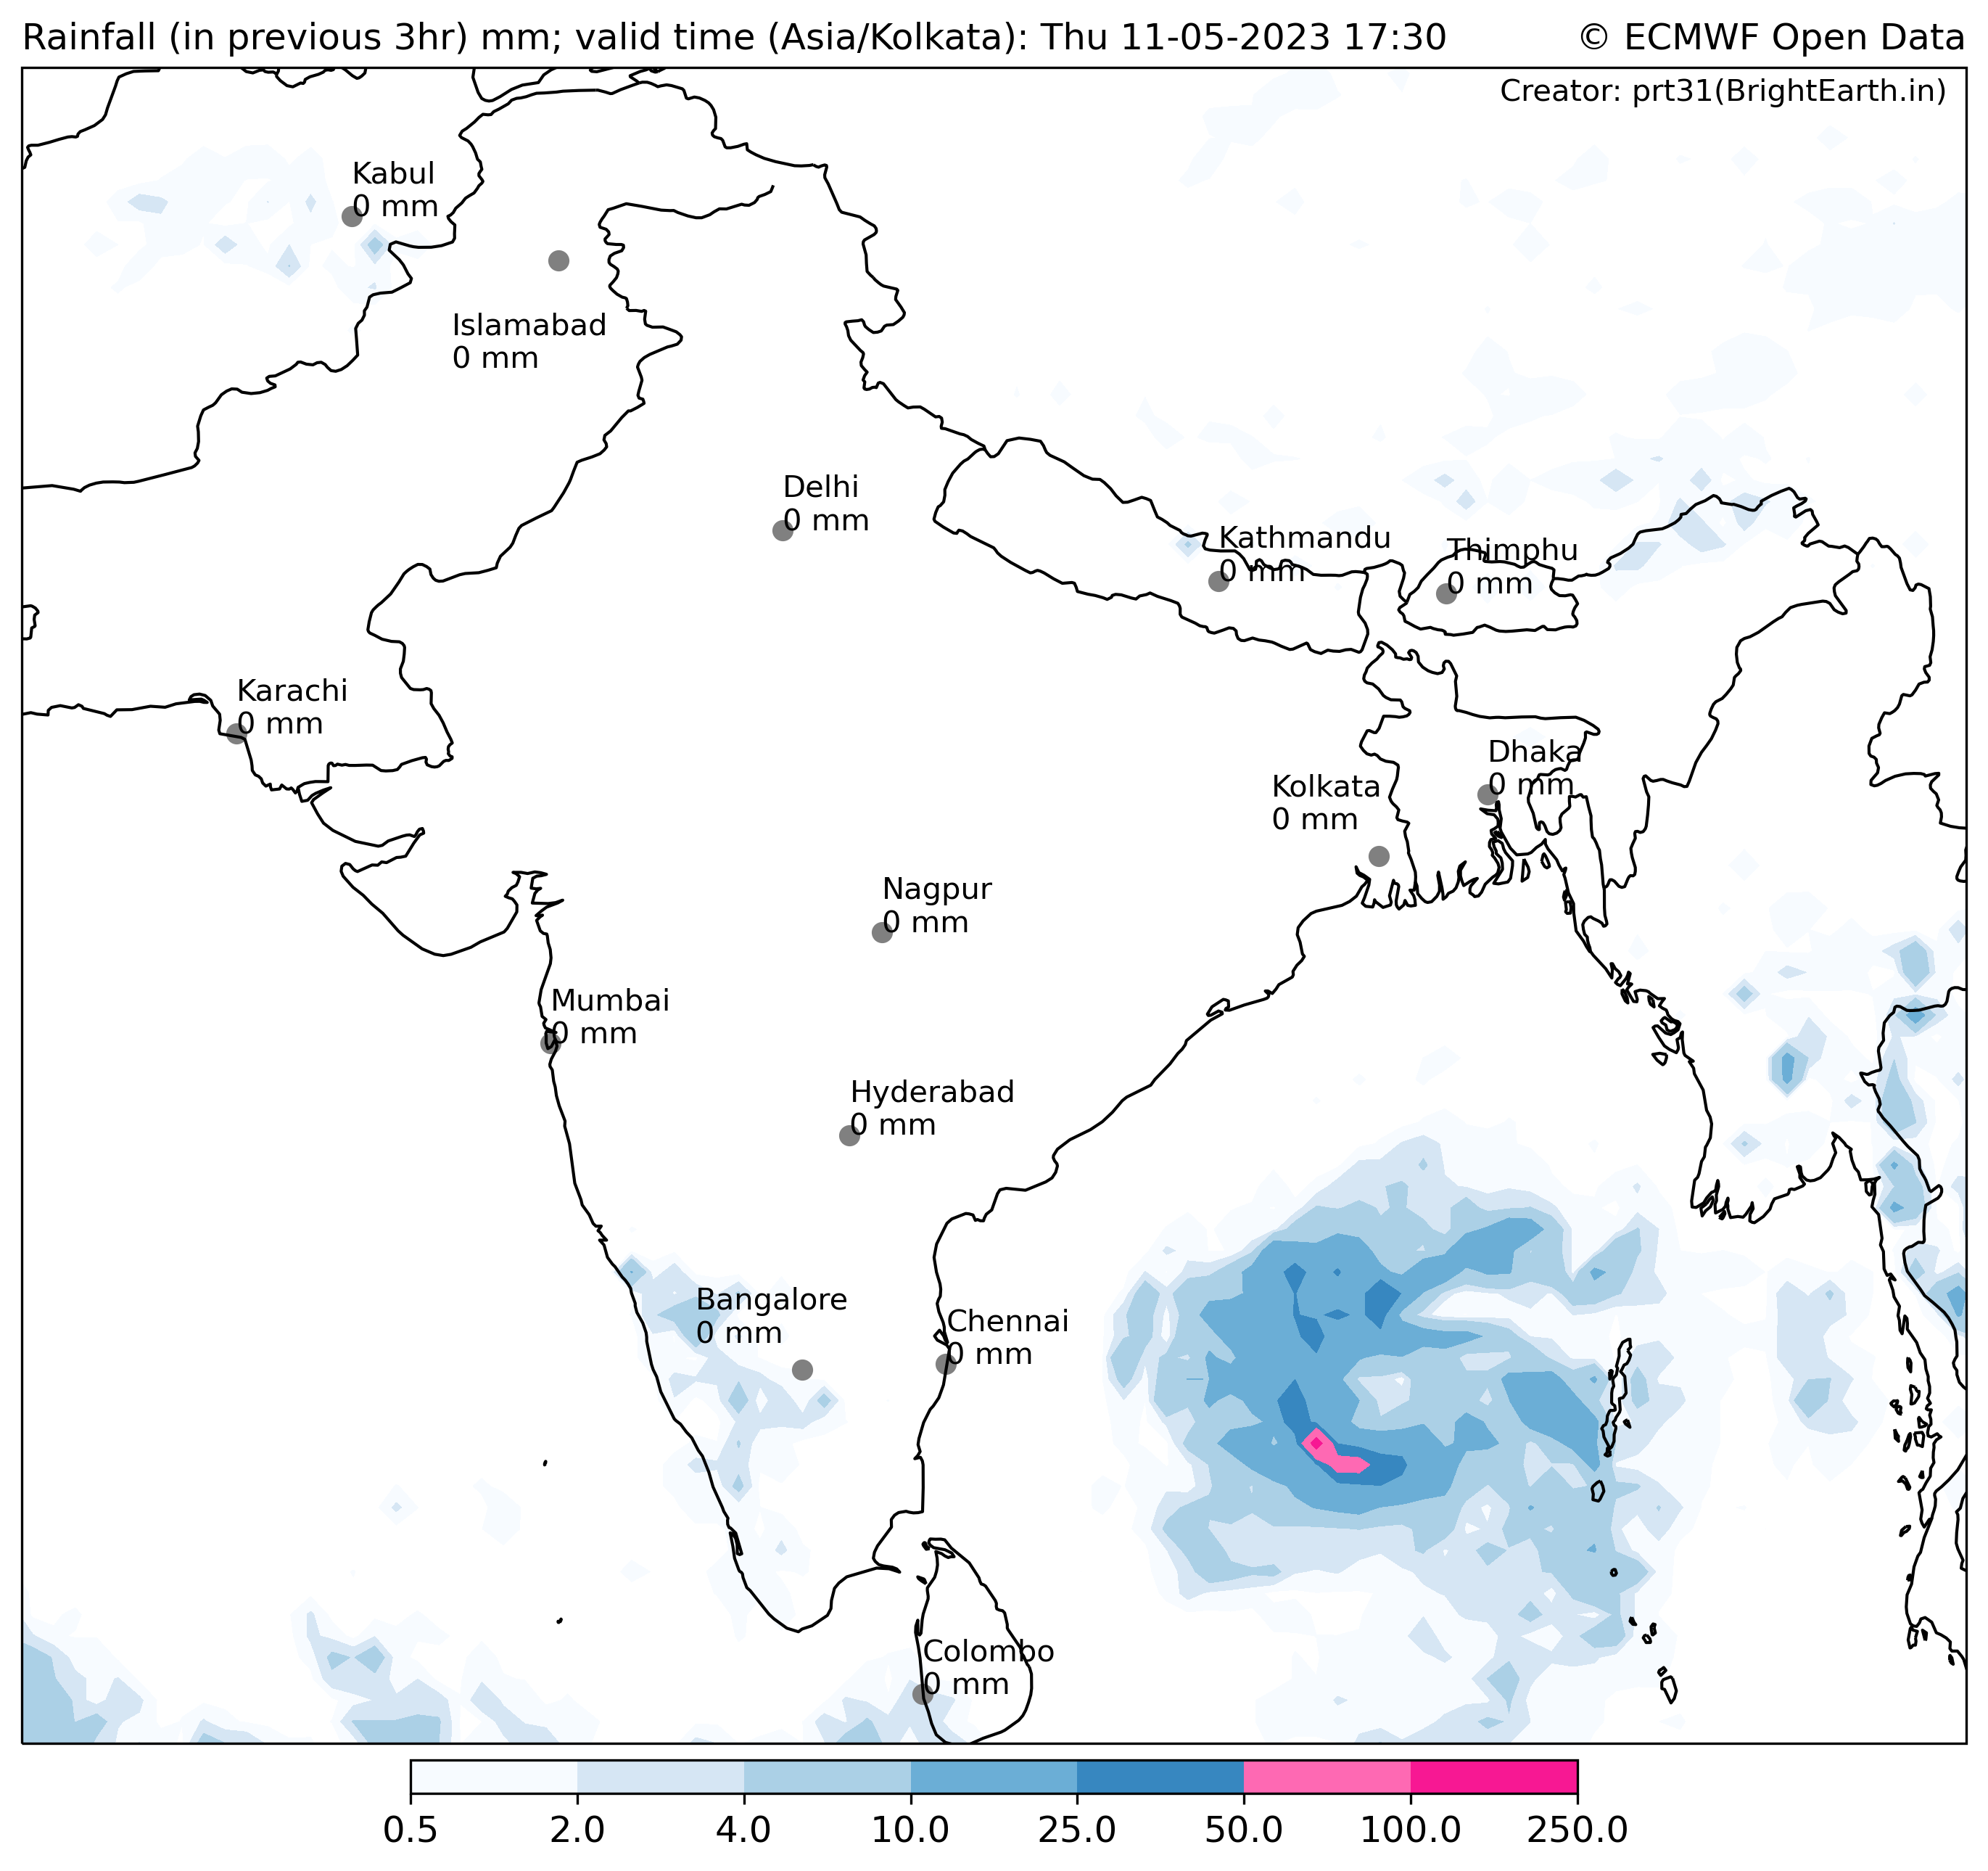 Rainfall (in previous 3hr) mm; valid time (Asia/Kolkata): Thu 11-05-2023 17:30
© ECMWF Open Data
Creator: prt31(BrightEarth.in)
Kabul
0 mm
Islamabad
0 mm
Delhi
0 mm
Kathmandu
0 mm
Thimphu
0 mm
Karachi
0 mm
Dhaka
0 mm
Kolkata
0 mm
Nagpur
0 mm
Mumbai
0 mm
Hyderabad
0 mm
Bangalore
0 mm
Chennai
0 mm
Colombo
0 mm
0.5 2.0 4.0 10.0 25.0 50.0 100.0 250.0